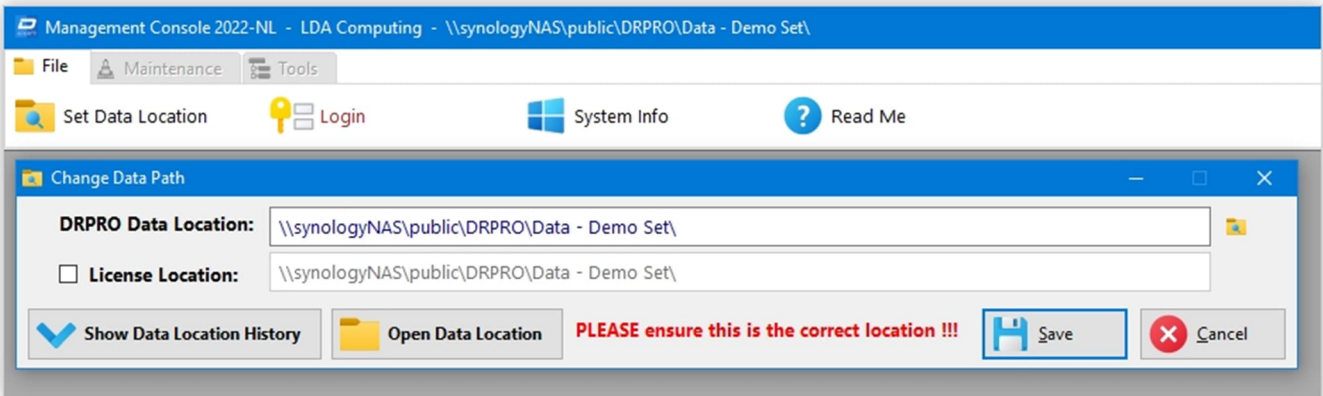 Management Console 2022-NL - LDA Computing - \\synologyNAS\public\DRPRO\Data - Demo Set\
File Maintenance Tools
Set Data Location Login System Info ? Read Me
Change Data Path
DRPRO Data Location: \\synologyNAS\public\DRPRO\Data - Demo Set\
License Location: \\synologyNAS\public\DRPRO\Data - Demo Set\
Show Data Location History Open Data Location PLEASE ensure this is the correct location !!! Save Cancel